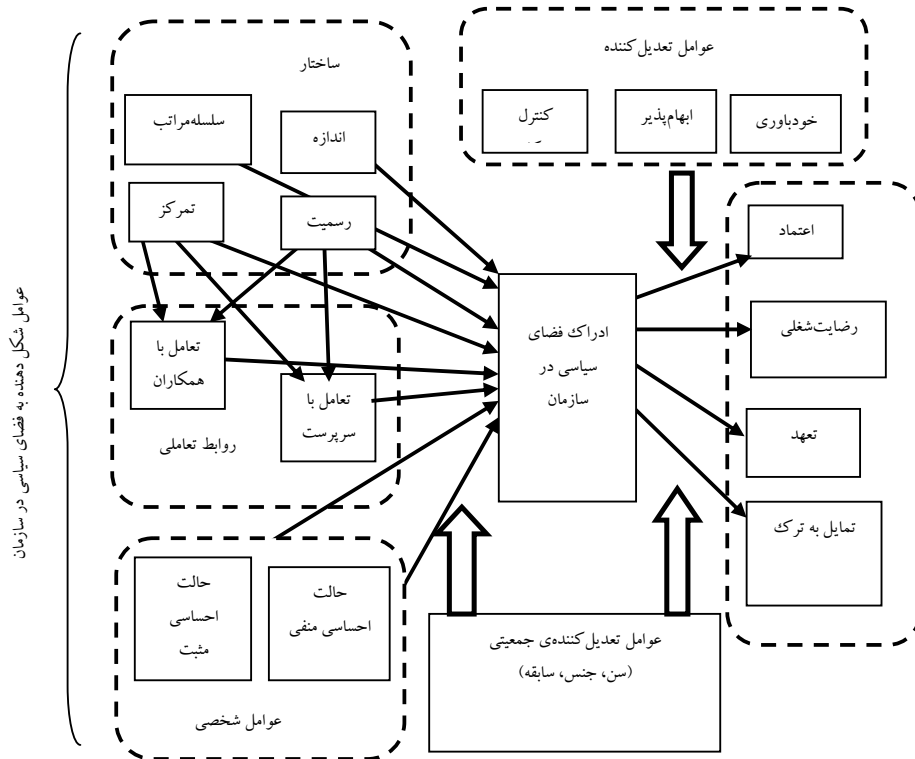 عوامل تعدیل‌کننده
خودباوری
ابهام‌پذیر
کنترل
ساختار
اندازه
سلسله‌مراتب
رسمیت
تمرکز
عوامل شکل دهنده به فضای سیاسی در سازمان
تعامل با
همکاران
تعامل با
سرپرست
روابط تعاملی
ادراک فضای
سیاسی در
سازمان
اعتماد
رضایت‌شغلی
تعهد
تمایل به ترک
حالت
احساسی منفی
حالت
احساسی
مثبت
عوامل شخصی
عوامل تعدیل‌کننده‌ی جمعیتی
(سن، جنس، سابقه)